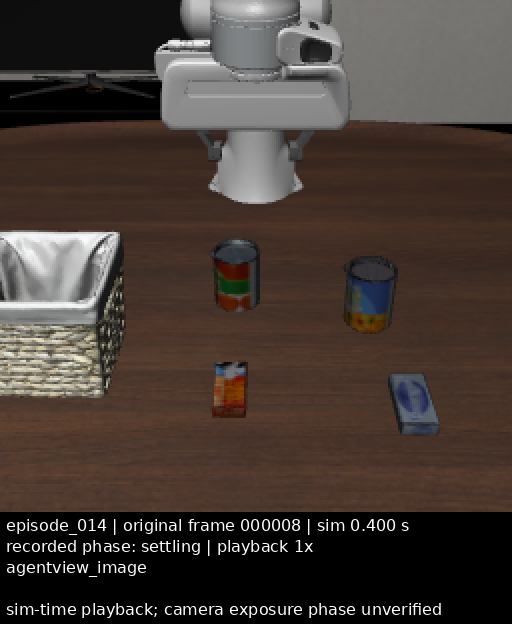 episode_014 | original frame 000008 | sim 0.400 s
recorded phase: settling | playback 1x
agentview_image
sim-time playback; camera exposure phase unverified